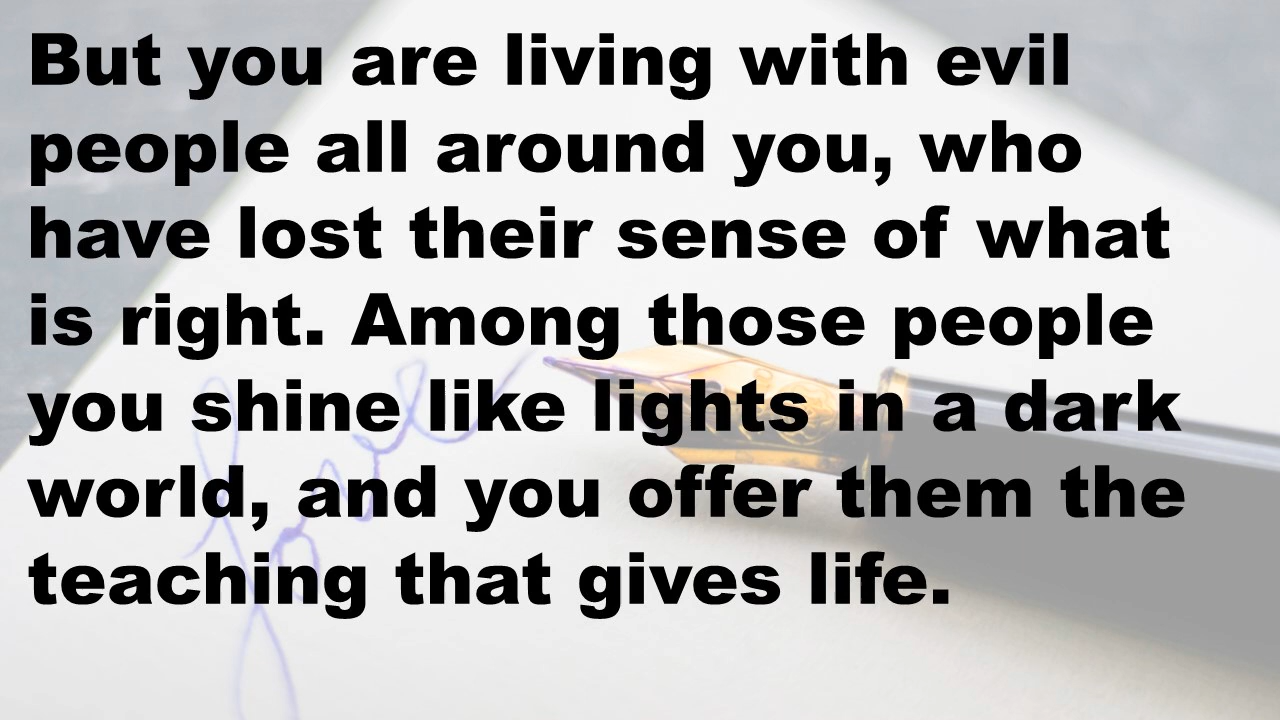 But you are living with evil
people all around you, who
have lost their sense of what
is right. Among those people
you shine like lights in a dark
world, and you offer them the
teaching that gives life.